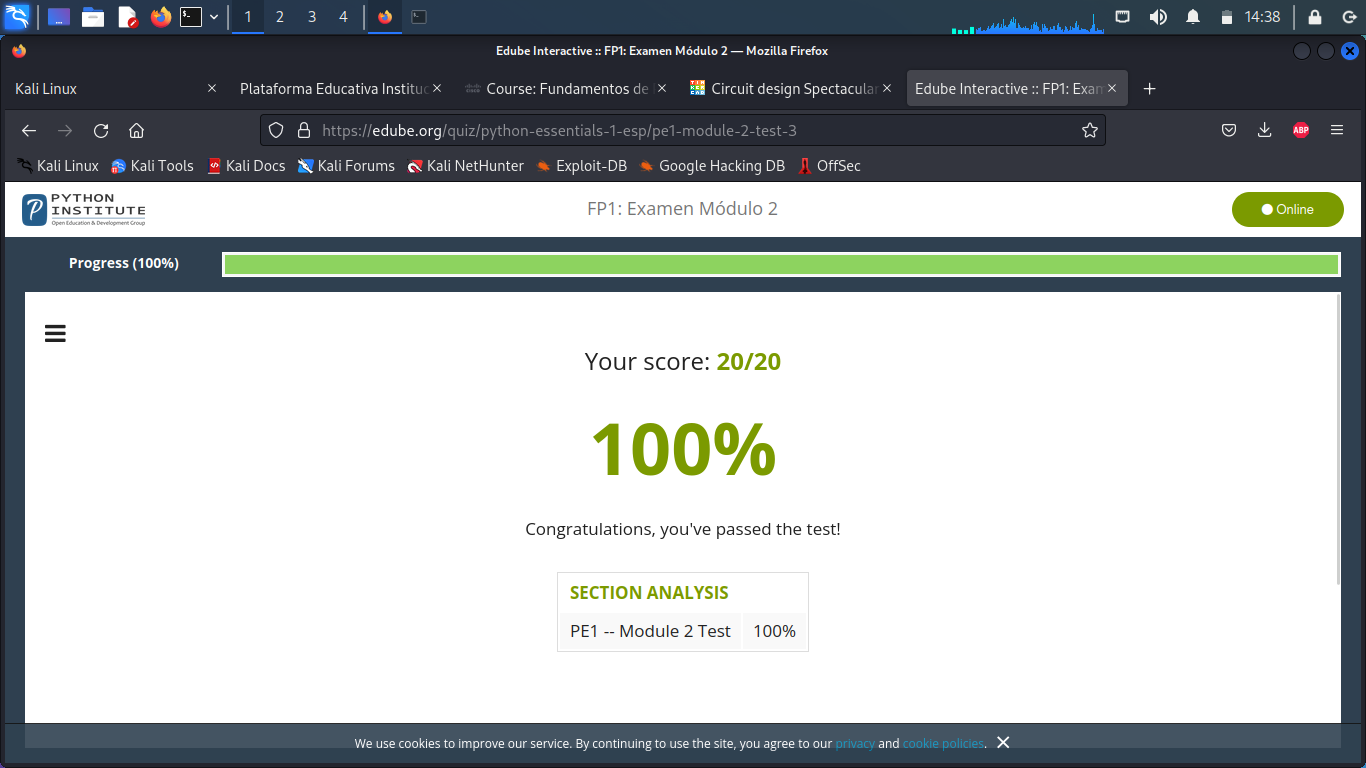 1 2 3 4 14:38
Edube Interactive :: FP1: Examen Módulo 2 — Mozilla Firefox
Kali Linux Plataforma Educativa Instituc Course: Fundamentos de Circuit design Spectacular Edube Interactive :: FP1: Exam
https://edube.org/quiz/python-essentials-1-esp/pe1-module-2-test-3 ABP
Kali Linux Kali Tools Kali Docs Kali Forums Kali NetHunter Exploit-DB Google Hacking DB OffSec
PYTHON
INSTITUTE
Open Education & Development Group
FP1: Examen Módulo 2
Online
Progress (100%)
Your score: 20/20
100%
Congratulations, you've passed the test!
SECTION ANALYSIS
PE1 -- Module 2 Test 100%
We use cookies to improve our service. By continuing to use the site, you agree to our privacy and cookie policies.